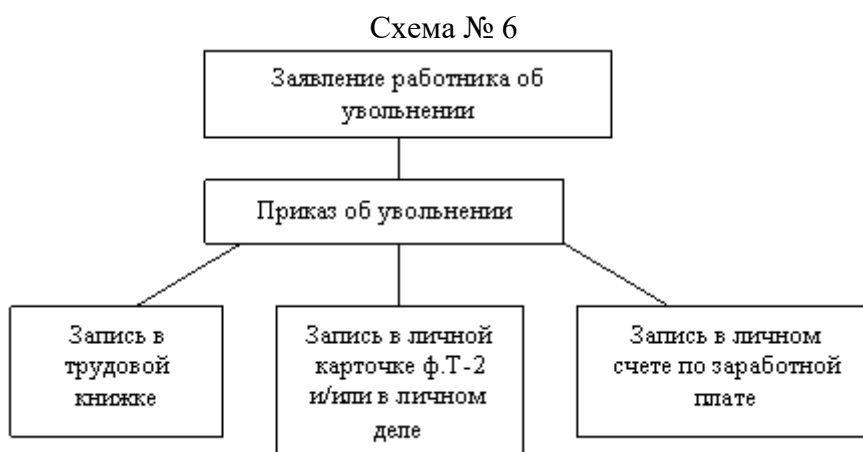 Схема № 6
Заявление работника об
увольнении
Приказ об увольнении
Запись в
трудовой
книжке
Запись в личной
карточке ф.Т-2
и/или в личном
деле
Запись в личном
счете по заработной
плате